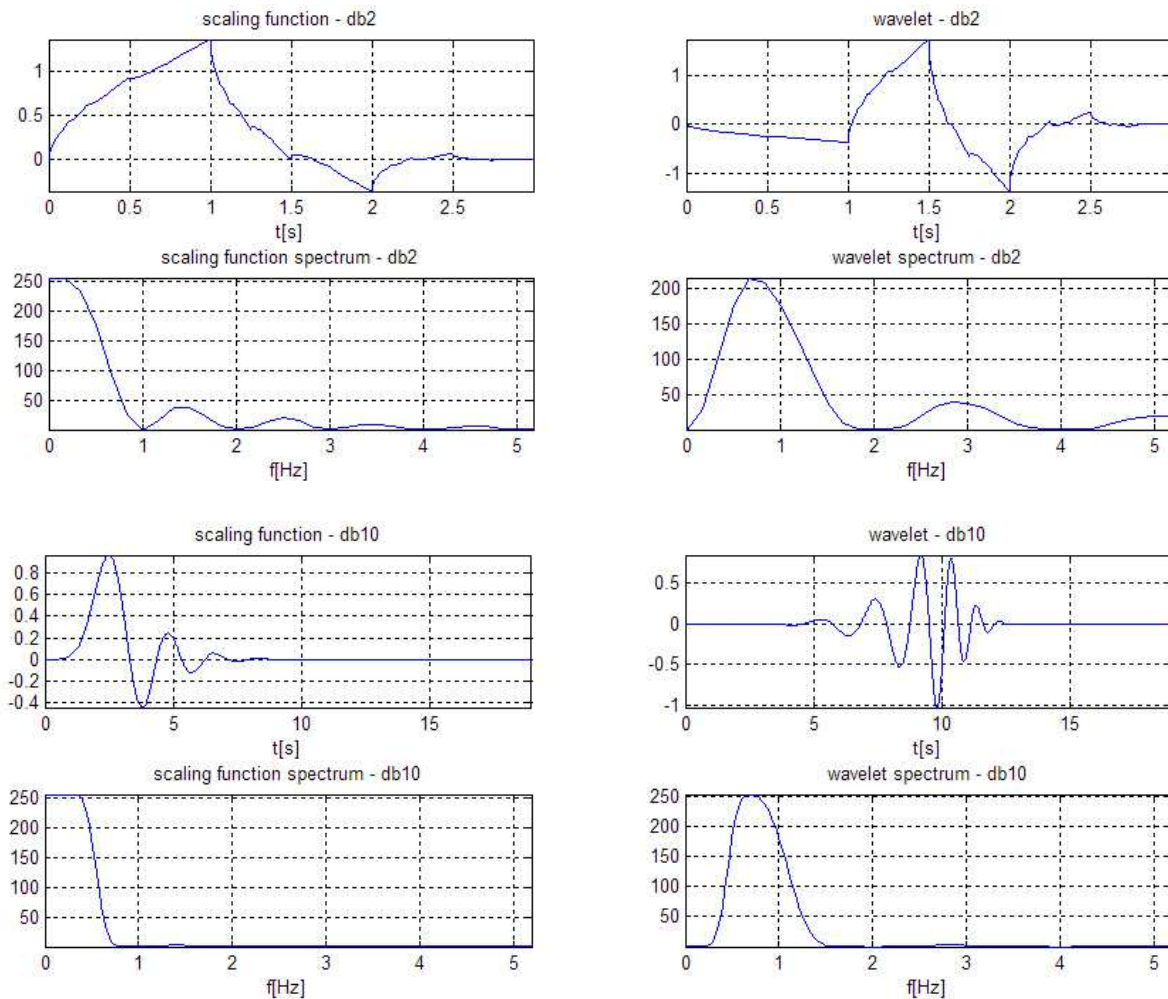 scaling function - db2
1
0.5
0
0 0.5 1 1.5 2 2.5
t[s]
wavelet - db2
1
0
-1
0 0.5 1 1.5 2 2.5
t[s]
scaling function spectrum - db2
250
200
150
100
50
0 1 2 3 4 5
f[Hz]
wavelet spectrum - db2
200
150
100
50
0 1 2 3 4 5
f[Hz]
scaling function - db10
0.8
0.6
0.4
0.2
0
-0.2
-0.4
0 5 10 15
t[s]
wavelet - db10
0.5
0
-0.5
-1
0 5 10 15
t[s]
scaling function spectrum - db10
250
200
150
100
50
0 1 2 3 4 5
f[Hz]
wavelet spectrum - db10
250
200
150
100
50
0 1 2 3 4 5
f[Hz]